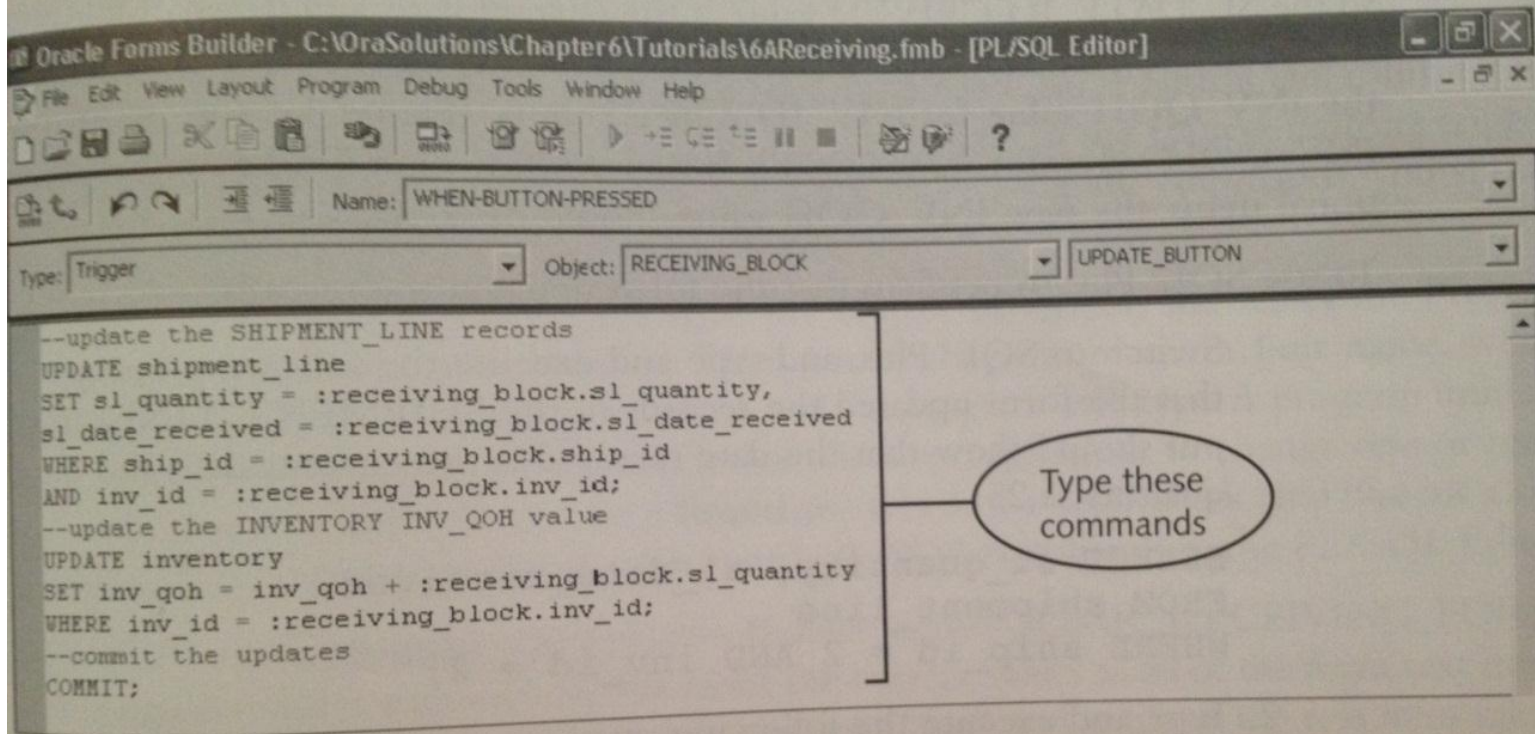 Oracle Forms Builder - C:\OraSolutions\Chapter6\Tutorials\6AReceiving.fmb - [PL/SQL Editor]
File Edit View Layout Program Debug Tools Window Help
Name: WHEN-BUTTON-PRESSED
Type: Trigger Object: RECEIVING_BLOCK UPDATE_BUTTON
--update the SHIPMENT_LINE records
UPDATE shipment_line
SET sl_quantity = :receiving_block.sl_quantity,
sl_date_received = :receiving_block.sl_date_received
WHERE ship_id = :receiving_block.ship_id
AND inv_id = :receiving_block.inv_id;
--update the INVENTORY INV_QOH value
UPDATE inventory
SET inv_qoh = inv_qoh + :receiving_block.sl_quantity
WHERE inv_id = :receiving_block.inv_id;
--commit the updates
COMMIT;
Type these
commands